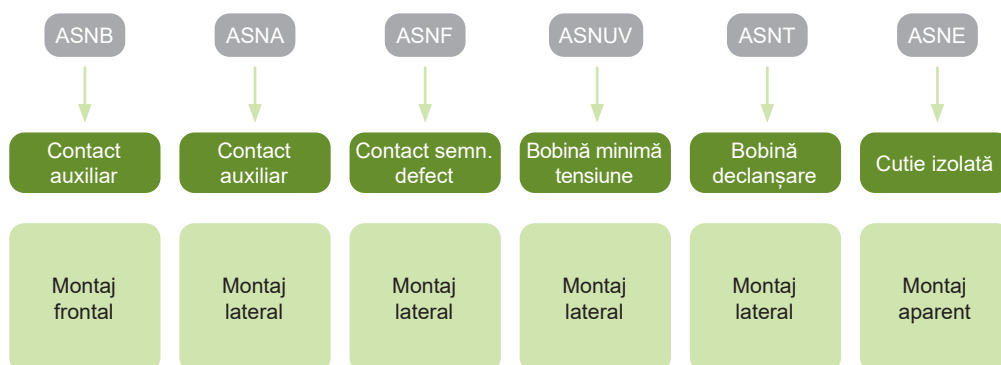 ASNB
ASNA
ASNF
ASNUV
ASNT
ASNE
Contact
auxiliar
Contact
auxiliar
Contact semn.
defect
Bobină minimă
tensiune
Bobină
declanșare
Cutie izolată
Montaj
frontal
Montaj
lateral
Montaj
lateral
Montaj
lateral
Montaj
lateral
Montaj
aparent